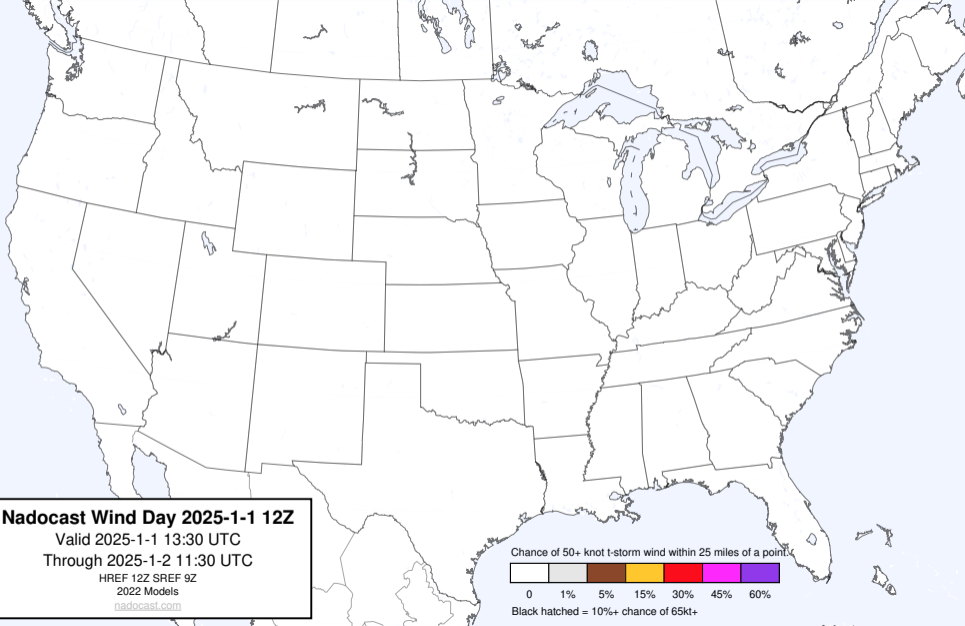 Nadocast Wind Day 2025-1-1 12Z
Valid 2025-1-1 13:30 UTC
Through 2025-1-2 11:30 UTC
HREF 12Z SREF 9Z
2022 Models
nadocast.com
Chance of 50+ knot t-storm wind within 25 miles of a point.
0 1% 5% 15% 30% 45% 60%
Black hatched = 10%+ chance of 65kt+